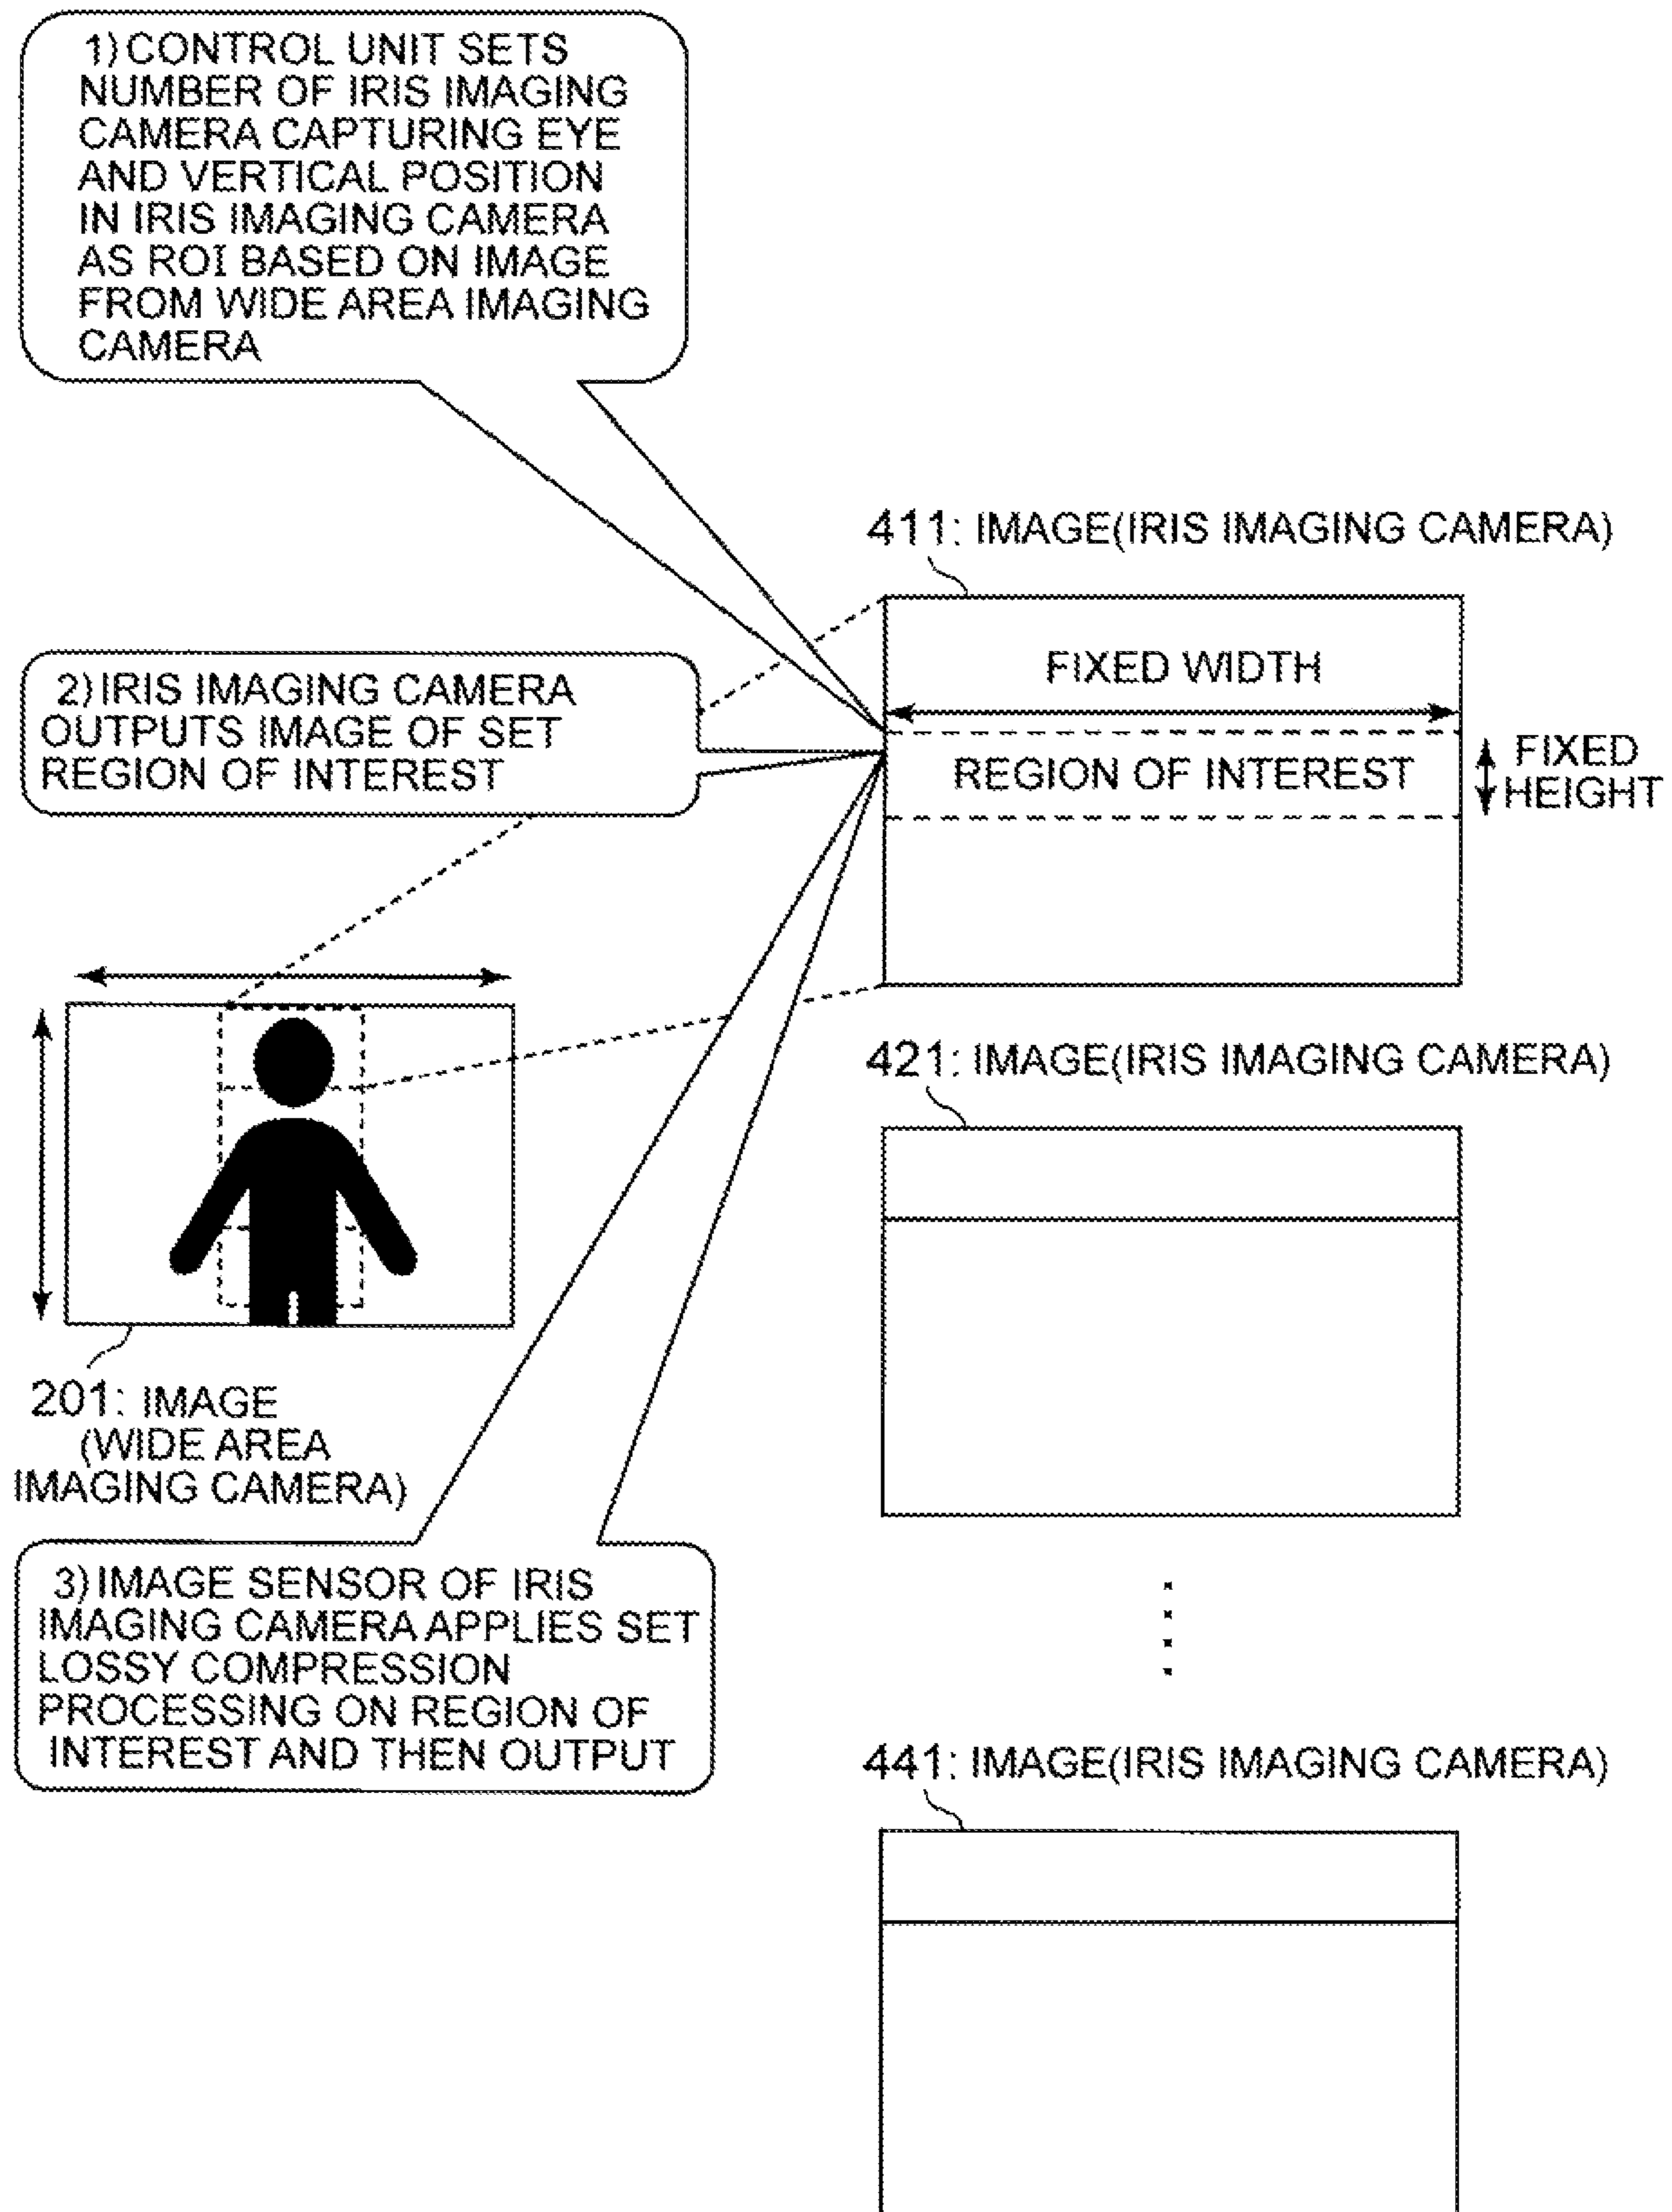 1) CONTROL UNIT SETS
NUMBER OF IRIS IMAGING
CAMERA CAPTURING EYE
AND VERTICAL POSITION
IN IRIS IMAGING CAMERA
AS ROI BASED ON IMAGE
FROM WIDE AREA IMAGING
CAMERA
411: IMAGE(IRIS IMAGING CAMERA)
FIXED WIDTH
REGION OF INTEREST
FIXED
HEIGHT
2) IRIS IMAGING CAMERA
OUTPUTS IMAGE OF SET
REGION OF INTEREST
421: IMAGE(IRIS IMAGING CAMERA)
201: IMAGE
(WIDE AREA
IMAGING CAMERA)
3) IMAGE SENSOR OF IRIS
IMAGING CAMERA APPLIES SET
LOSSY COMPRESSION
PROCESSING ON REGION OF
INTEREST AND THEN OUTPUT
441: IMAGE(IRIS IMAGING CAMERA)